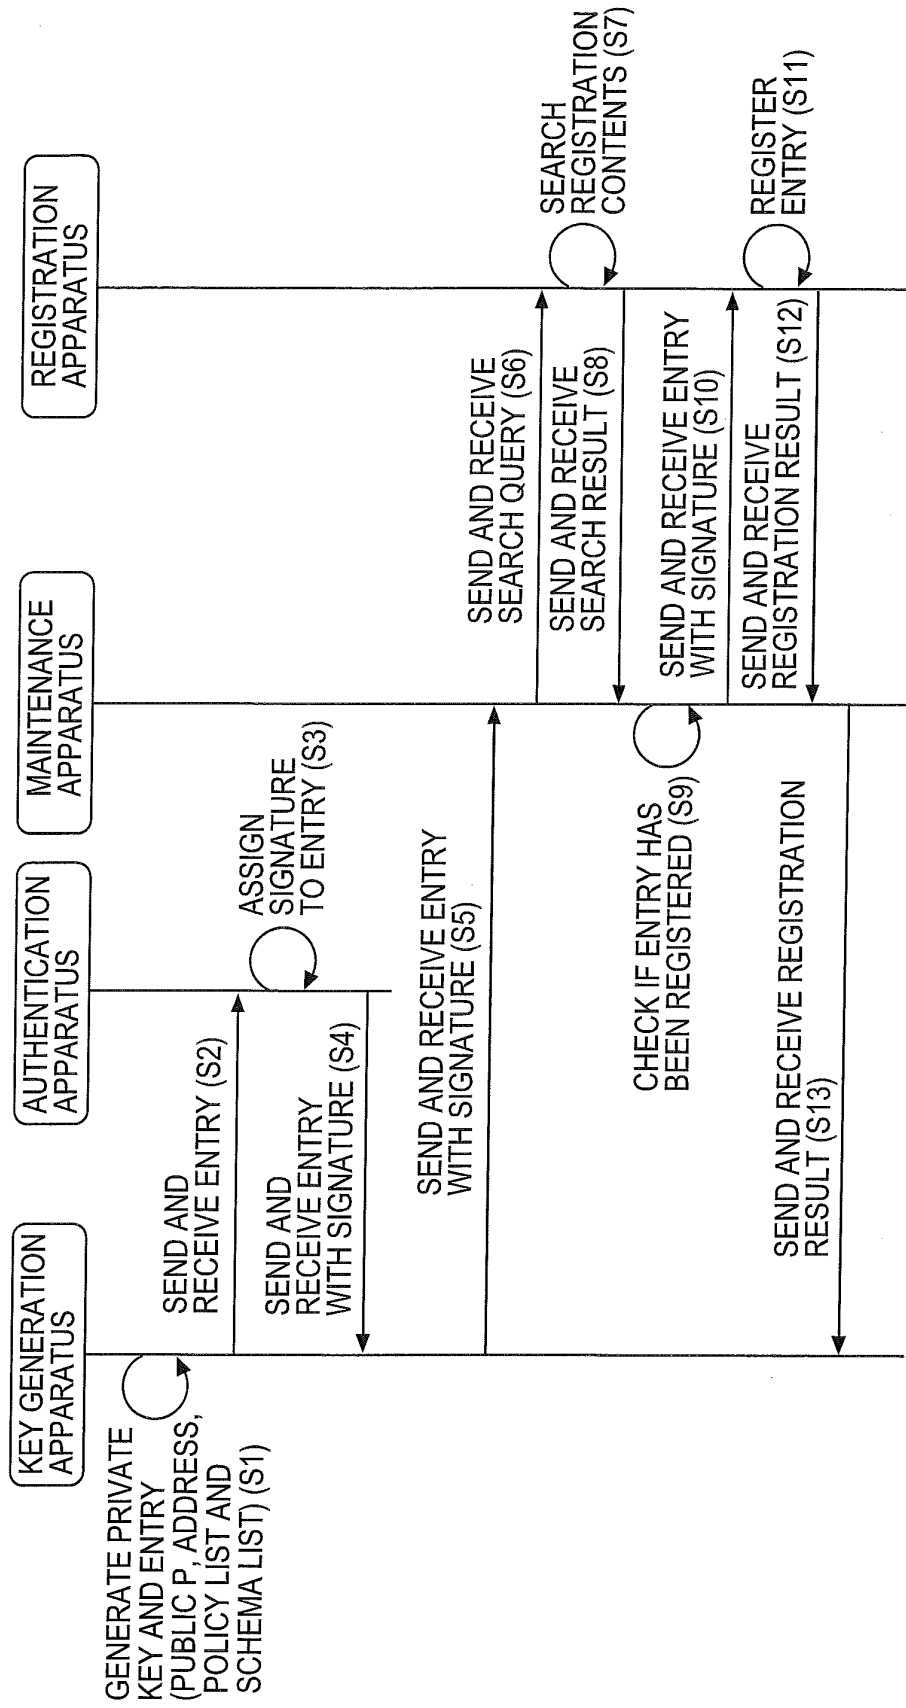 KEY GENERATION
APPARATUS
AUTHENTICATION
APPARATUS
MAINTENANCE
APPARATUS
REGISTRATION
APPARATUS
GENERATE PRIVATE
KEY AND ENTRY
(PUBLIC P, ADDRESS,
POLICY LIST AND
SCHEMA LIST) (S1)
SEND AND
RECEIVE ENTRY (S2)
ASSIGN
SIGNATURE
TO ENTRY (S3)
SEND AND
RECEIVE ENTRY
WITH SIGNATURE (S4)
SEND AND RECEIVE ENTRY
WITH SIGNATURE (S5)
SEND AND RECEIVE
SEARCH QUERY (S6)
SEARCH
REGISTRATION
CONTENTS (S7)
SEND AND RECEIVE
SEARCH RESULT (S8)
CHECK IF ENTRY HAS
BEEN REGISTERED (S9)
SEND AND RECEIVE ENTRY
WITH SIGNATURE (S10)
REGISTER
ENTRY (S11)
SEND AND RECEIVE
REGISTRATION RESULT (S12)
SEND AND RECEIVE REGISTRATION
RESULT (S13)